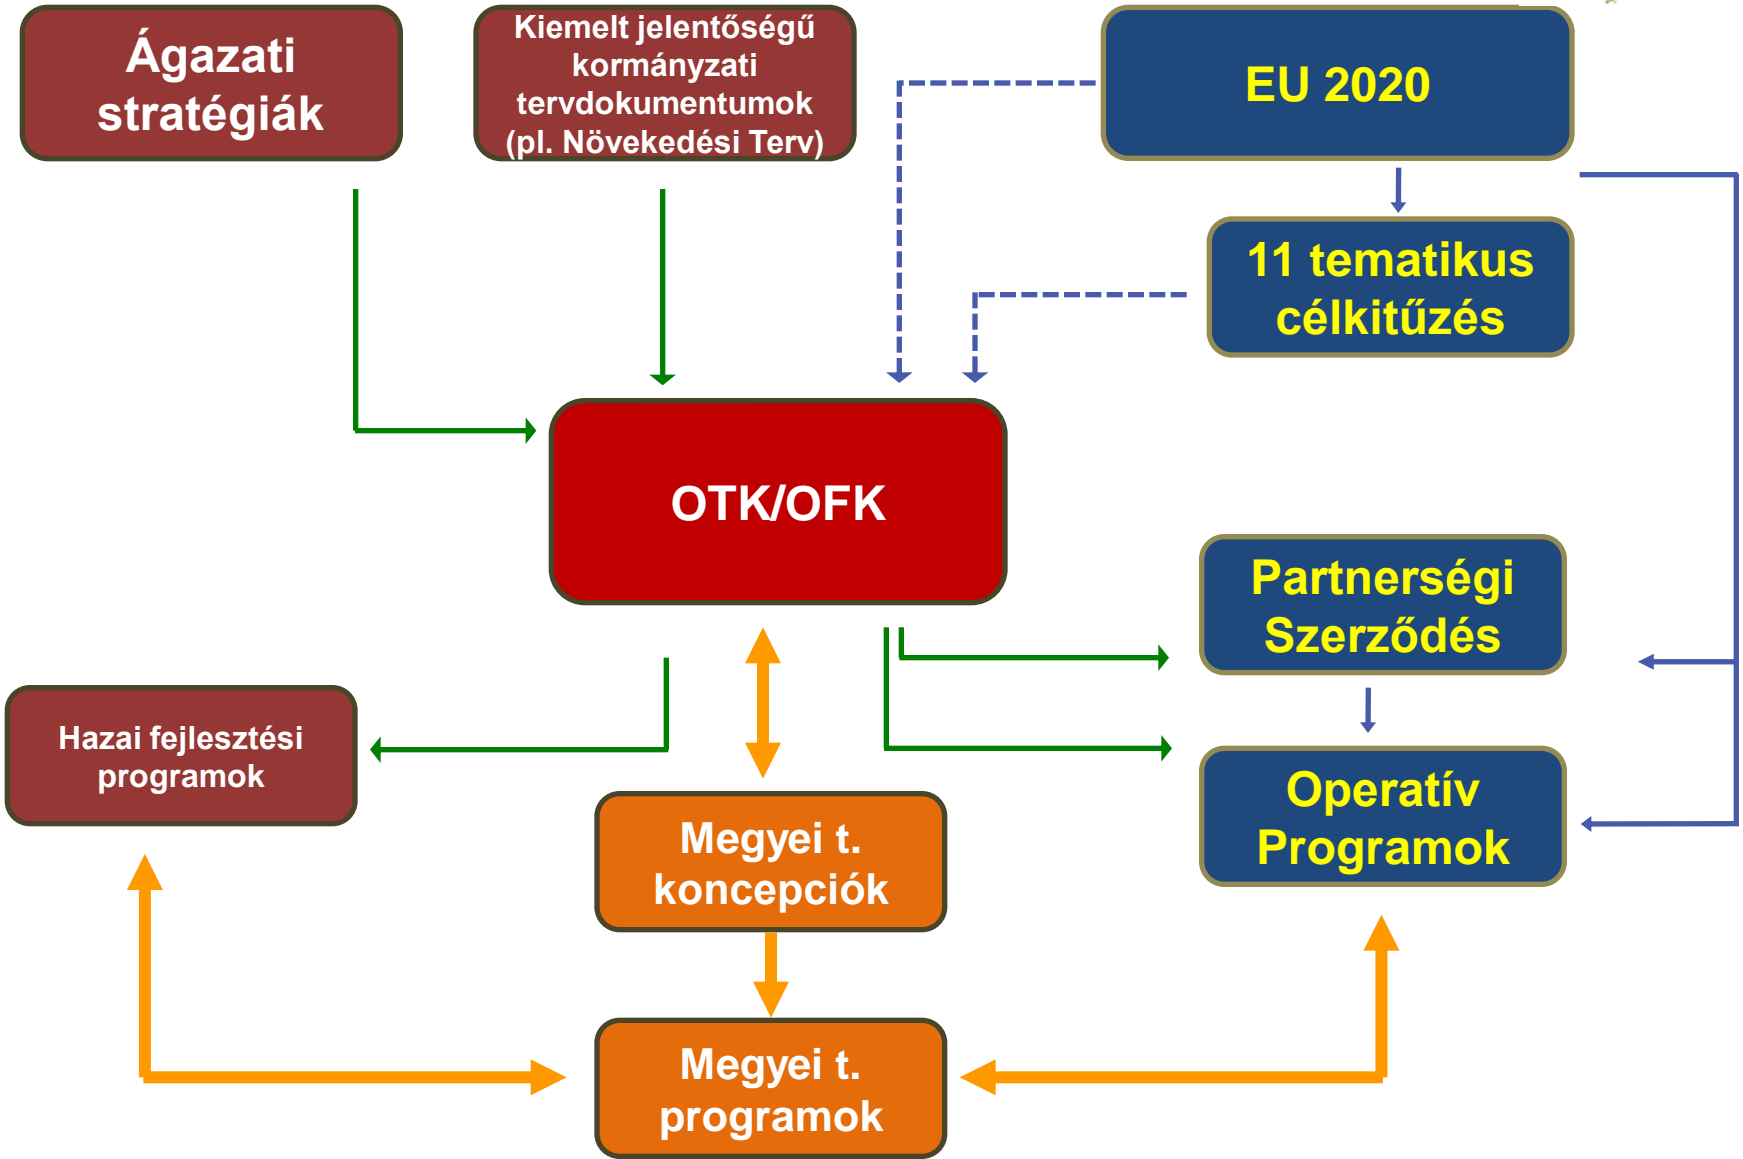 Ágazati
stratégiák
Kiemelt jelentőségű
kormányzati
tervdokumentumok
(pl. Növekedési Terv)
EU 2020
11 tematikus
célkitűzés
OTK/OFK
Partnerségi
Szerződés
Hazai fejlesztési
programok
Operatív
Programok
Megyei t.
koncepciók
Megyei t.
programok